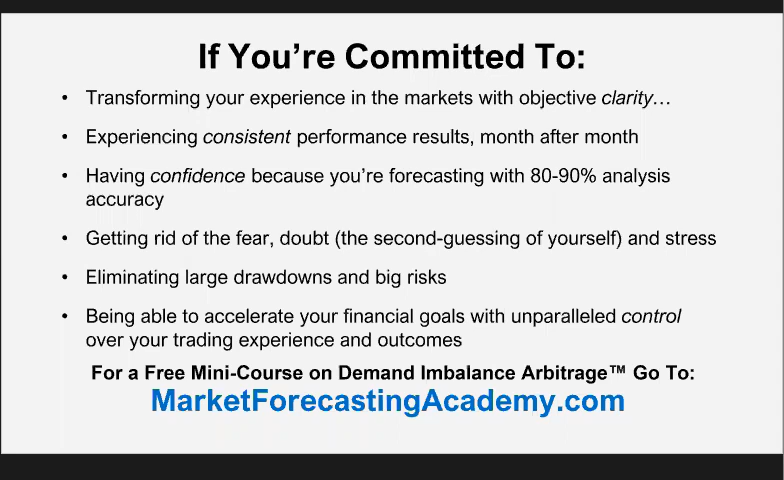 If You're Committed To:
• Transforming your experience in the markets with objective clarity…
• Experiencing consistent performance results, month after month
• Having confidence because you're forecasting with 80-90% analysis
accuracy
• Getting rid of the fear, doubt (the second-guessing of yourself) and stress
• Eliminating large drawdowns and big risks
• Being able to accelerate your financial goals with unparalleled control
over your trading experience and outcomes
For a Free Mini-Course on Demand Imbalance Arbitrage™ Go To:
MarketForecastingAcademy.com